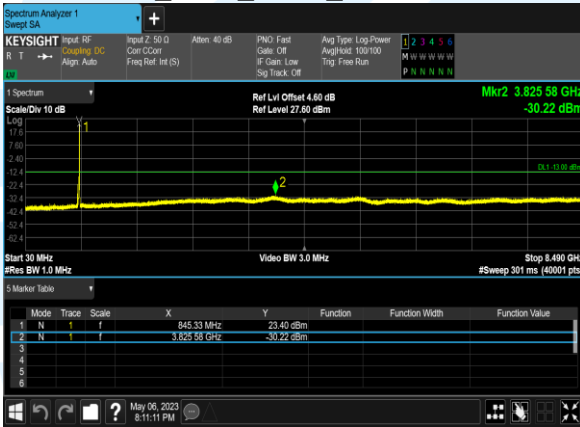 Spectrum Analyzer 1
Swept SA
+
KEYSIGHT Input: RF Input Z: 50 Ω Atten: 40 dB PNO: Fast Avg Type: Log-Power 1 2 3 4 5 6
R T Coupling: DC Corr CCorr Gate: Off Avg|Hold: 100/100 M W W W W W
Align: Auto Freq Ref: Int (S) IF Gain: Low Trig: Free Run
LU Sig Track: Off P N N N N N
1 Spectrum Ref Lvl Offset 4.60 dB Mkr2 3.825 58 GHz
Scale/Div 10 dB Ref Level 27.60 dBm -30.22 dBm
Log
17.6 1
7.60
-2.40
-12.4 DL1 -13.00 dBm
-22.4 2
-32.4
-42.4
-52.4
-62.4
Start 30 MHz Video BW 3.0 MHz Stop 8.490 GHz
#Res BW 1.0 MHz #Sweep 301 ms (40001 pts)
5 Marker Table
Mode Trace Scale X Y Function Function Width Function Value
1 N 1 f 845.33 MHz 23.40 dBm
2 N 1 f 3.825 58 GHz -30.22 dBm
3
4
5
6
? May 06, 2023
8:11:11 PM